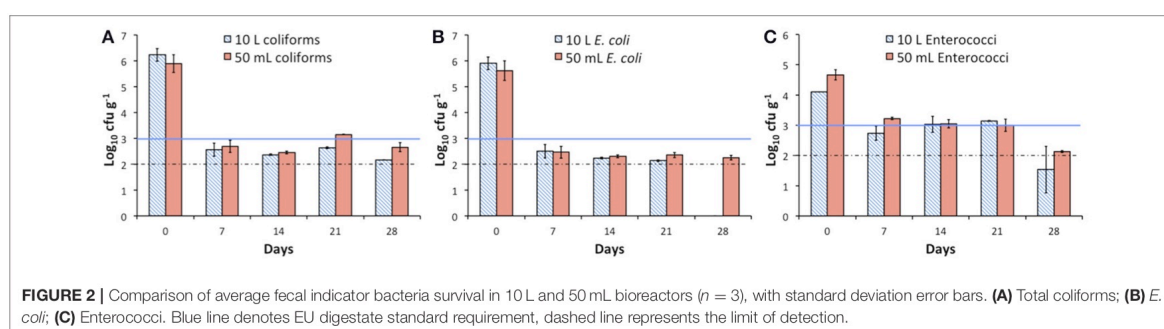 A
7
6
5
4
3
2
1
0
Log10 cfu g-1
10 L coliforms
50 mL coliforms
0 7 14 21 28
Days
B
7
6
5
4
3
2
1
0
Log10 cfu g-1
10 L E. coli
50 mL E. coli
0 7 14 21 28
Days
C
6
5
4
3
2
1
0
Log10 cfu g-1
10 L Enterococci
50 mL Enterococci
0 7 14 21 28
Days
FIGURE 2 | Comparison of average fecal indicator bacteria survival in 10 L and 50 mL bioreactors (n = 3), with standard deviation error bars. (A) Total coliforms; (B) E.
coli; (C) Enterococci. Blue line denotes EU digestate standard requirement, dashed line represents the limit of detection.